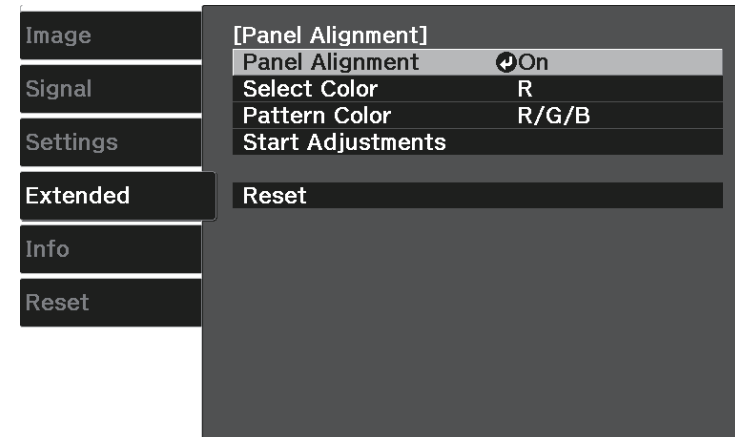 Image
Signal
Settings
Extended
Info
Reset
[Panel Alignment]
Panel Alignment On
Select Color R
Pattern Color R/G/B
Start Adjustments
Reset